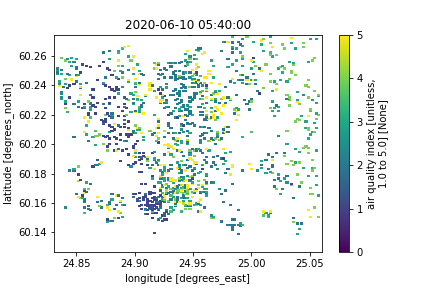 2020-06-10 05:40:00
60.26
60.24
60.22
60.20
60.18
60.16
60.14
latitude [degrees_north]
24.85 24.90 24.95 25.00 25.05
longitude [degrees_east]
5
4
3
2
1
0
air quality index [unitless,
1.0 to 5.0] [None]